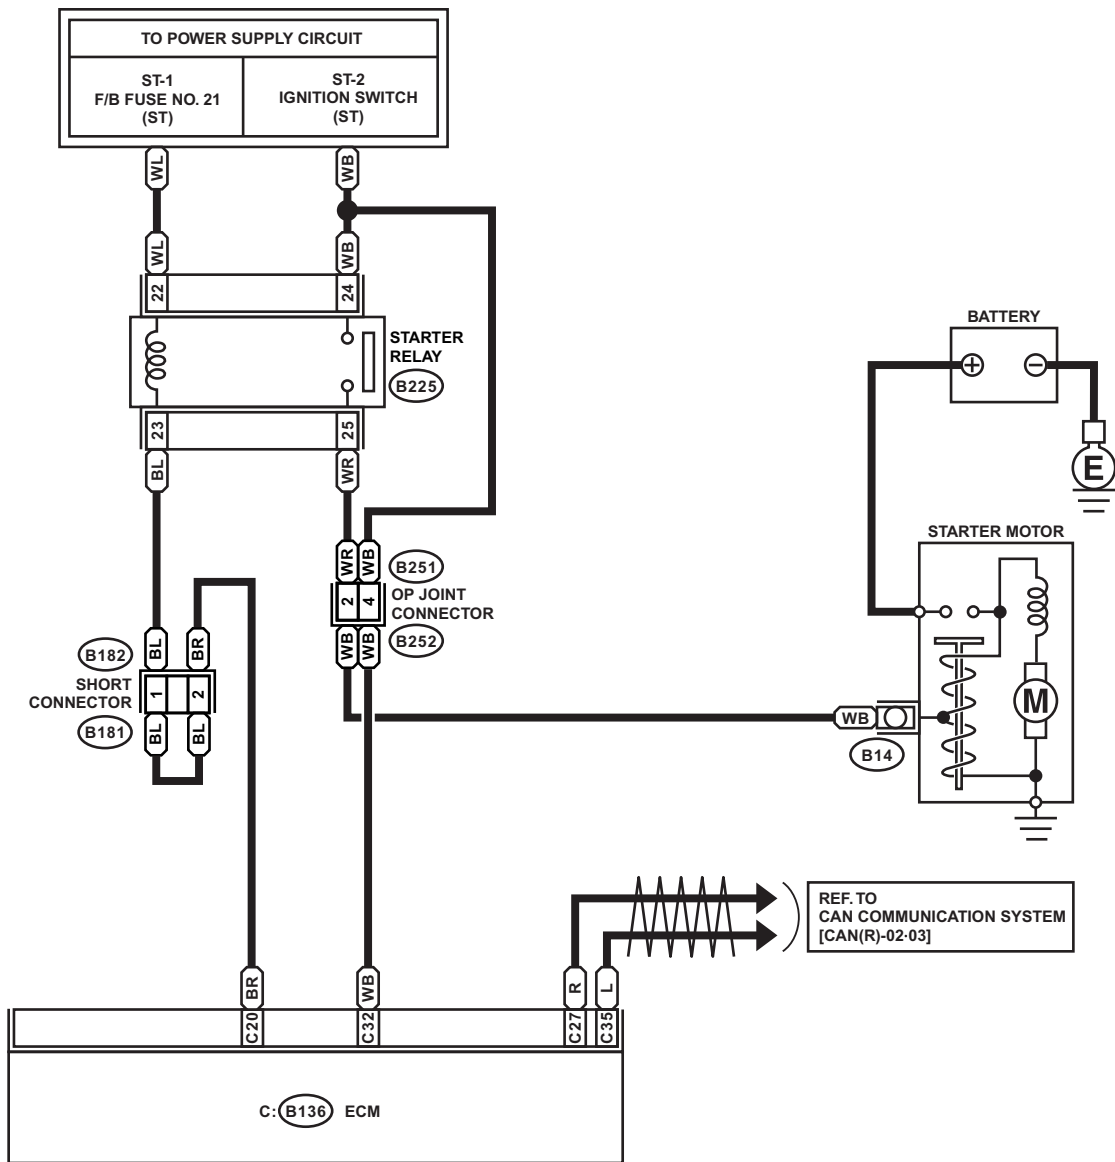 TO POWER SUPPLY CIRCUIT
ST-1
F/B FUSE NO. 21
(ST)
ST-2
IGNITION SWITCH
(ST)
WL
WB
WL
WB
22
24
STARTER
RELAY
B225
23
25
BL
WR
BATTERY
+
−
E
STARTER MOTOR
WR
WB
B251
2
4
OP JOINT
CONNECTOR
WB
WB
B252
B182
BL
BR
SHORT
CONNECTOR
1
2
B181
BL
BL
M
WB
B14
REF. TO
CAN COMMUNICATION SYSTEM
[CAN(R)-02·03]
BR
WB
R
L
C20
C32
C27
C35
C: B136 ECM